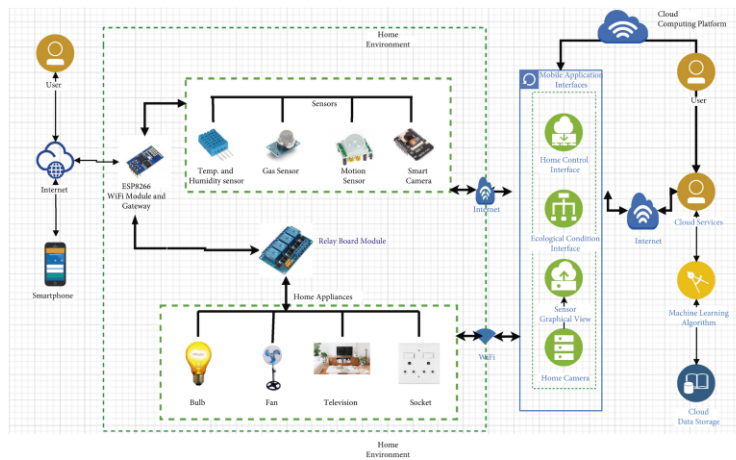 Home
Environment
Cloud
Computing Platform
User
Sensors
Mobile Application
Interfaces
User
Temp. and
Humidity sensor
Gas Sensor
Motion
Sensor
Smart
Camera
Home Control
Interface
Internet
ESP8266
WiFi Module and
Gateway
Internet
Cloud Services
Relay Board Module
Ecological Condition
Interface
Internet
Smartphone
Home Appliances
Sensor
Graphical View
Machine Learning
Algorithm
WiFi
Home Camera
Bulb
Fan
Television
Socket
Cloud
Data Storage
Home
Environment